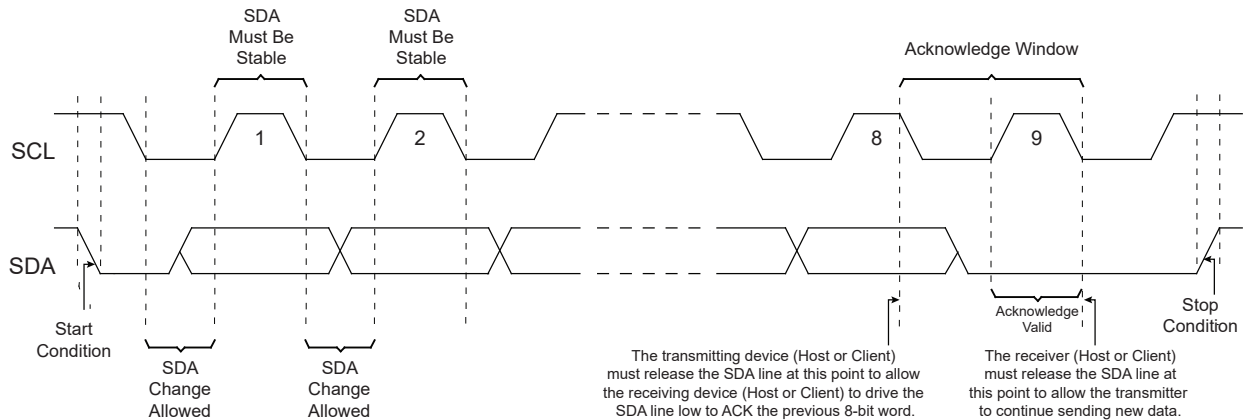 SDA
Must Be
Stable
SDA
Must Be
Stable
Acknowledge Window
SCL
1
2
8
9
SDA
Start
Condition
SDA
Change
Allowed
SDA
Change
Allowed
Acknowledge
Valid
Stop
Condition
The transmitting device (Host or Client)
must release the SDA line at this point to allow
the receiving device (Host or Client) to drive the
SDA line low to ACK the previous 8-bit word.
The receiver (Host or Client)
must release the SDA line at
this point to allow the transmitter
to continue sending new data.